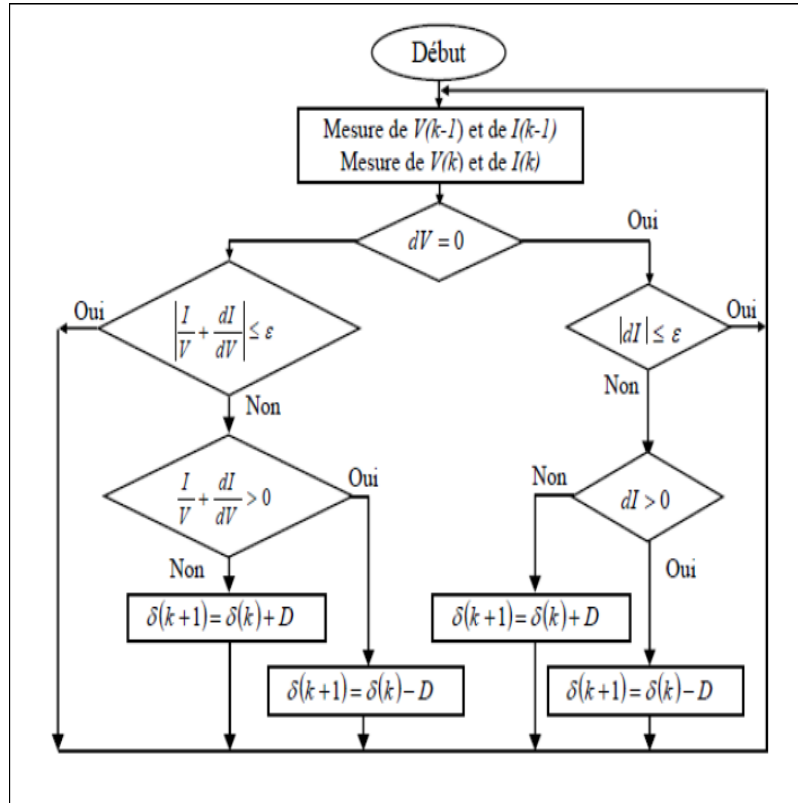 Début
Mesure de V(k-1) et de I(k-1)
Mesure de V(k) et de I(k)
dV = 0
Oui
Oui
|I/V + dI/dV| ≤ ε
|dI| ≤ ε
Oui
Non
Non
I/V + dI/dV > 0
Oui
Non
dI > 0
Non
Oui
δ(k+1)=δ(k)+D
δ(k+1)=δ(k)+D
δ(k+1)=δ(k)−D
δ(k+1)=δ(k)−D